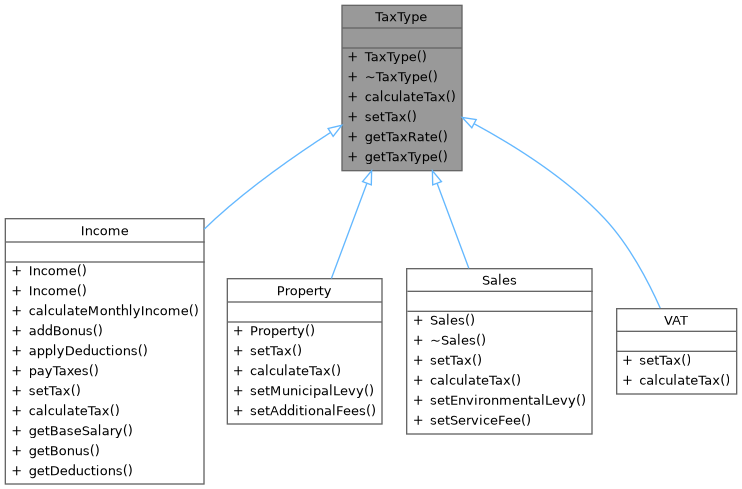 TaxType
+ TaxType()
+ ~TaxType()
+ calculateTax()
+ setTax()
+ getTaxRate()
+ getTaxType()
Income
+ Income()
+ Income()
+ calculateMonthlyIncome()
+ addBonus()
+ applyDeductions()
+ payTaxes()
+ setTax()
+ calculateTax()
+ getBaseSalary()
+ getBonus()
+ getDeductions()
Property
+ Property()
+ setTax()
+ calculateTax()
+ setMunicipalLevy()
+ setAdditionalFees()
Sales
+ Sales()
+ ~Sales()
+ setTax()
+ calculateTax()
+ setEnvironmentalLevy()
+ setServiceFee()
VAT
+ setTax()
+ calculateTax()